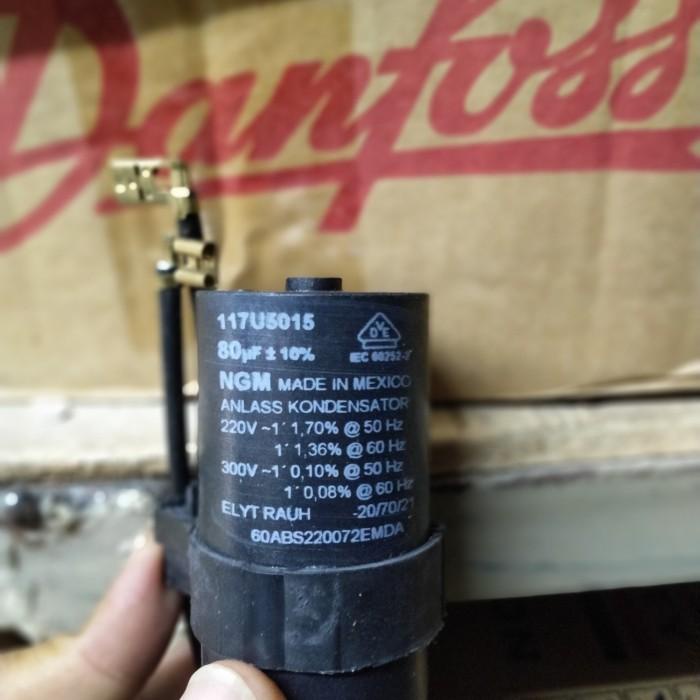 Danfoss
117U5015
80µF ± 10%
DVE
IEC 60252-2
NGM MADE IN MEXICO
ANLASS KONDENSATOR
220V ~1´ 1,70% @ 50 Hz
1´ 1,36% @ 60 Hz
300V ~1´ 0,10% @ 50 Hz
1´ 0,08% @ 60 Hz
ELYT RAUH -20/70/21
60ABS220072EMDA